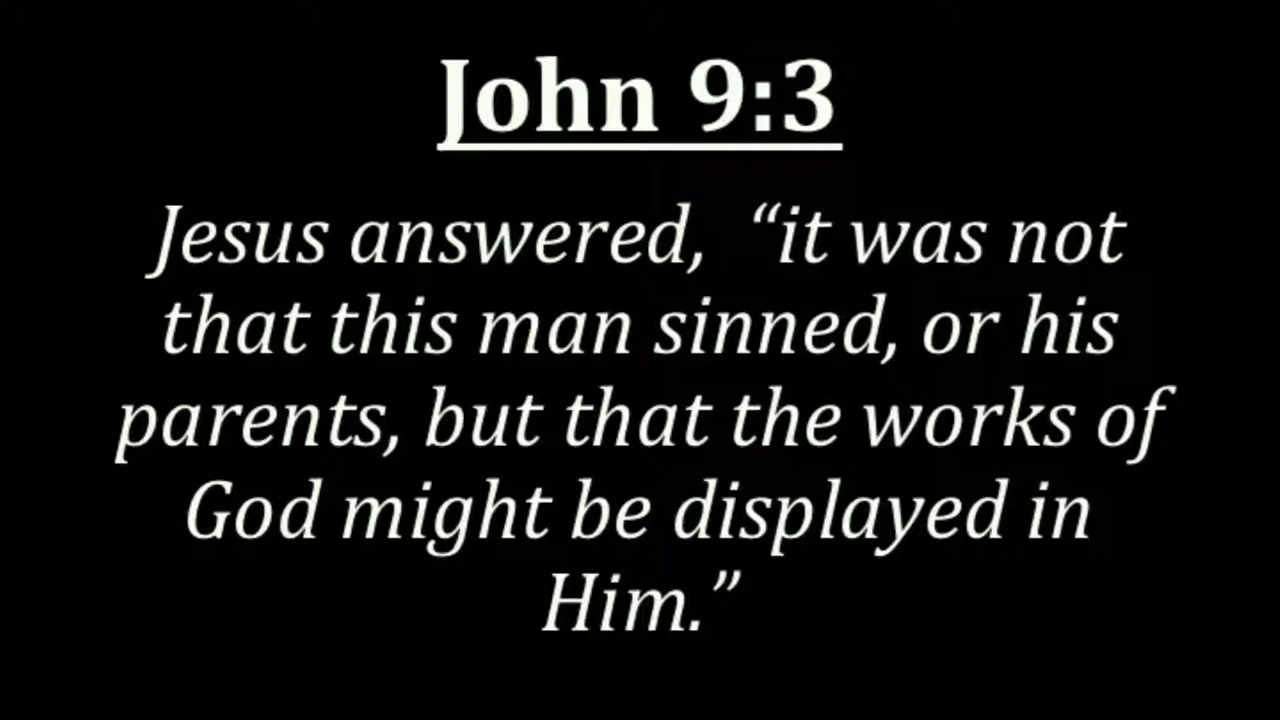 John 9:3
Jesus answered,  “it was not
that this man sinned, or his
parents, but that the works of
God might be displayed in
Him.”